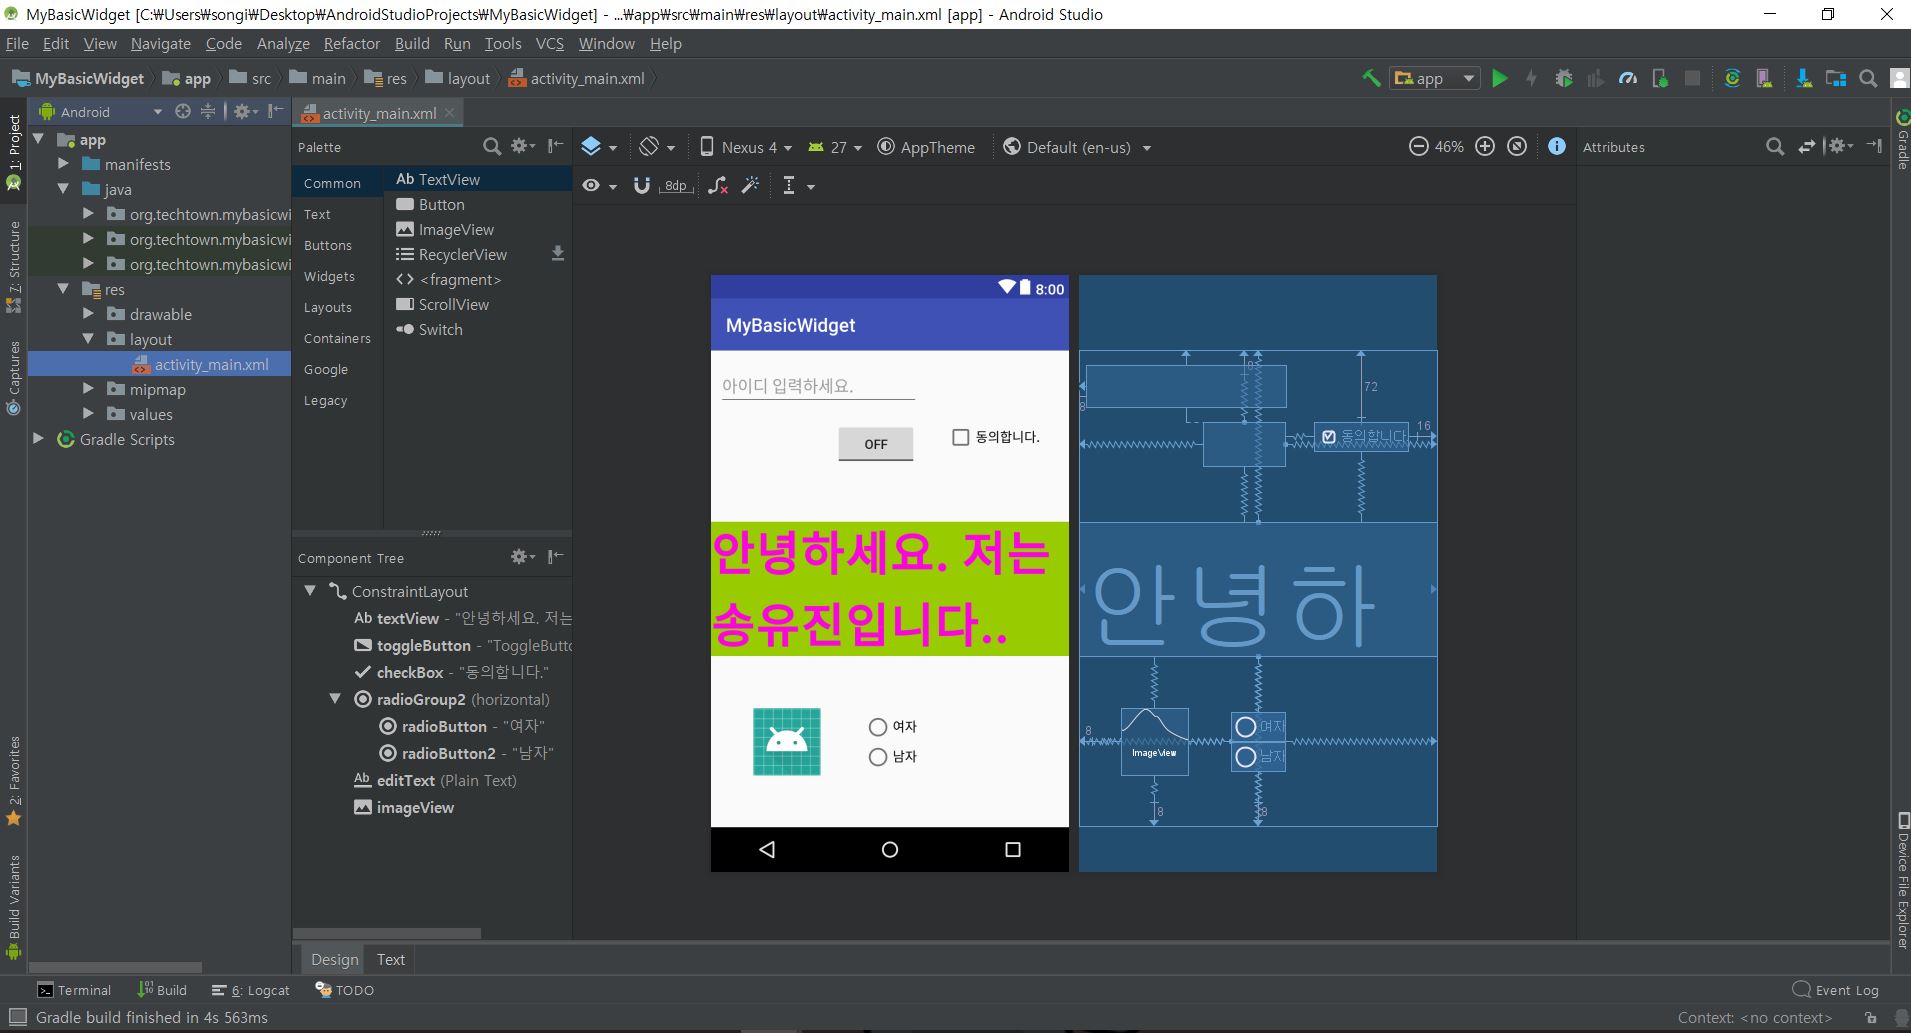 MyBasicWidget [C:₩Users₩songi₩Desktop₩AndroidStudioProjects₩MyBasicWidget] - ...₩app₩src₩main₩res₩layout₩activity_main.xml [app] - Android Studio
File Edit View Navigate Code Analyze Refactor Build Run Tools VCS Window Help
MyBasicWidget app src main res layout activity_main.xml
app
1: Project
7: Structure
Captures
2: Favorites
Build Variants
Android
app
manifests
java
org.techtown.mybasicwi
org.techtown.mybasicwi
org.techtown.mybasicwi
res
drawable
layout
activity_main.xml
mipmap
values
Gradle Scripts
activity_main.xml
Palette
Common
Text
Buttons
Widgets
Layouts
Containers
Google
Legacy
Ab TextView
Button
ImageView
RecyclerView
<fragment>
ScrollView
Switch
Component Tree
ConstraintLayout
Ab textView - "안녕하세요. 저는
toggleButton - "ToggleButto
checkBox - "동의합니다."
radioGroup2 (horizontal)
radioButton - "여자"
radioButton2 - "남자"
Ab editText (Plain Text)
imageView
Nexus 4 27 AppTheme Default (en-us) 46%
8dp
8:00
MyBasicWidget
아이디 입력하세요.
OFF
동의합니다.
안녕하세요. 저는
송유진입니다..
여자
남자
8
72
8
16
동의합니다
안녕하
8
ImageView
여자
남자
8
8
Attributes
Gradle
Device File Explorer
Design Text
Terminal Build 6: Logcat TODO
Event Log
Gradle build finished in 4s 563ms
Context: <no context>